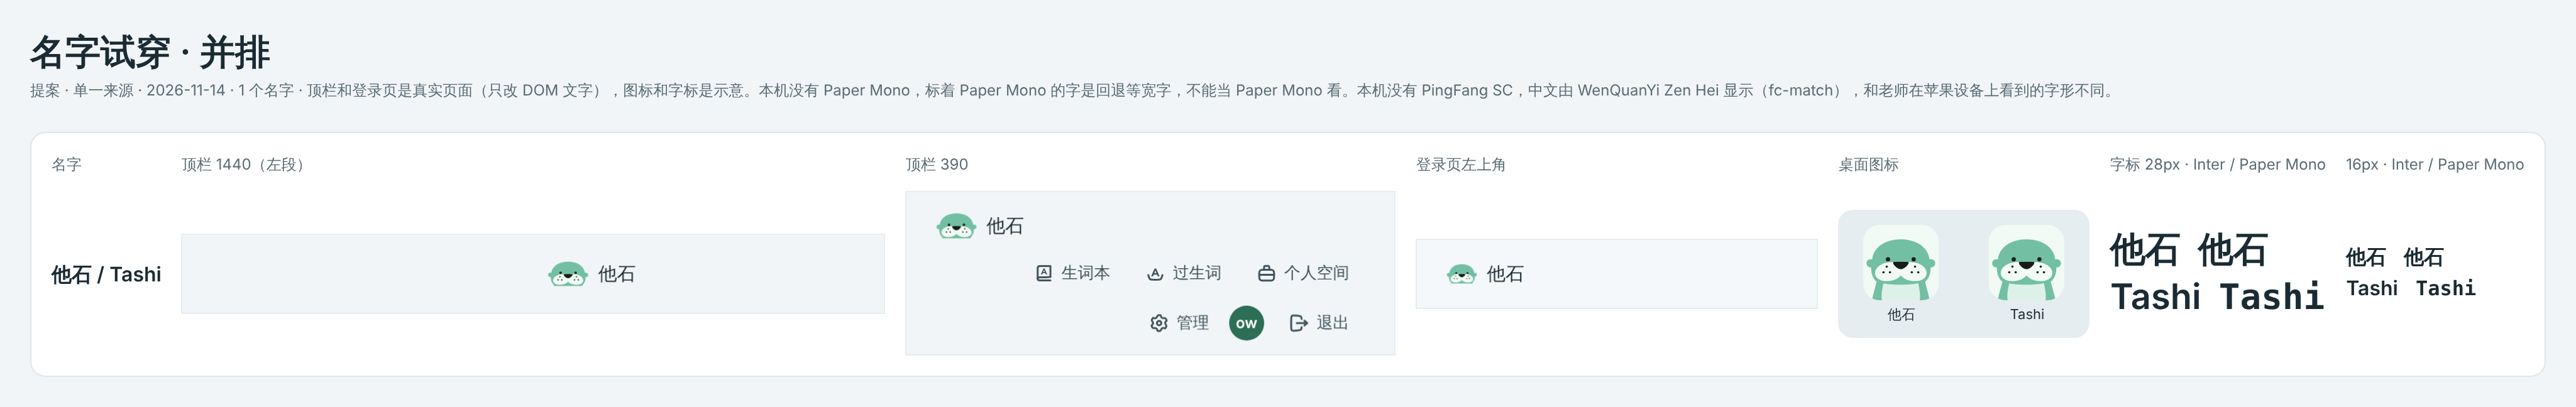 名字试穿 · 并排
提案 · 单一来源 · 2026-11-14 · 1 个名字 · 顶栏和登录页是真实页面（只改 DOM 文字），图标和字标是示意。本机没有 Paper Mono，标着 Paper Mono 的字是回退等宽字，不能当 Paper Mono 看。本机没有 PingFang SC，中文由 WenQuanYi Zen Hei 显示（fc-match），和老师在苹果设备上看到的字形不同。
名字
顶栏 1440（左段）
顶栏 390
登录页左上角
桌面图标
字标 28px · Inter / Paper Mono
16px · Inter / Paper Mono
他石 / Tashi
他石
他石
生词本
过生词
个人空间
管理
ow
退出
他石
他石
Tashi
他石 他石
Tashi Tashi
他石 他石
Tashi Tashi